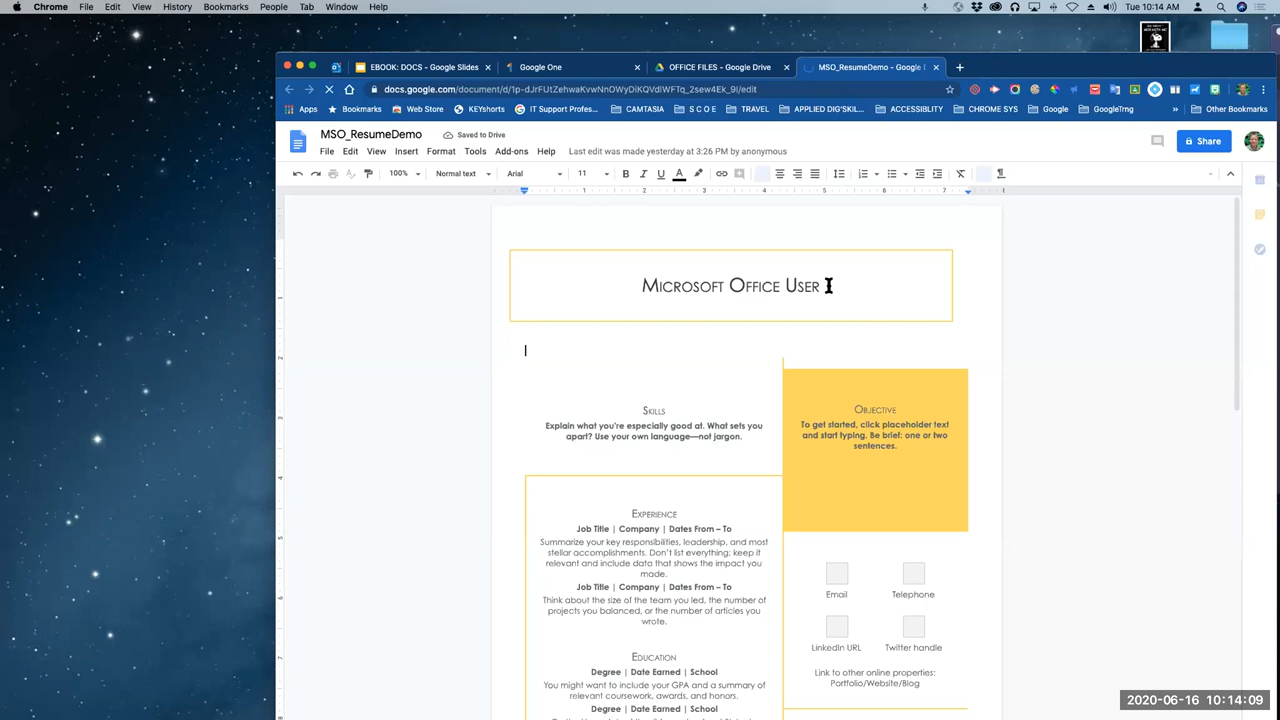 Chrome File Edit View History Bookmarks People Tab Window Help
Tue 10:14 AM
EBOOK: DOCS - Google Slides
Google One
OFFICE FILES - Google Drive
MSO_ResumeDemo - Google D
Apps Bookmarks Web Store KEYshorts IT Support Profes... CAMTASIA S C O E TRAVEL APPLIED DIG'SKIL... ACCESSIBLITY CHROME SYS Google GoogleTrng » Other Bookmarks
MSO_ResumeDemo Saved to Drive
File Edit View Insert Format Tools Add-ons Help Last edit was made yesterday at 3:26 PM by anonymous
Share
100% Normal text Arial 11 B I U A
1 2 3 4 5 6 7
Microsoft Office User
Skills
Explain what you're especially good at. What sets you
apart? Use your own language—not jargon.
Objective
To get started, click placeholder text
and start typing. Be brief: one or two
sentences.
Experience
Job Title | Company | Dates From – To
Summarize your key responsibilities, leadership, and most
stellar accomplishments. Don't list everything; keep it
relevant and include data that shows the impact you
made.
Job Title | Company | Dates From – To
Think about the size of the team you led, the number of
projects you balanced, or the number of articles you
wrote.
Email Telephone
LinkedIn URL Twitter handle
Link to other online properties:
Portfolio/Website/Blog
Education
Degree | Date Earned | School
You might want to include your GPA and a summary of
relevant coursework, awards, and honors.
Degree | Date Earned | School
2020-06-16 10:14:09